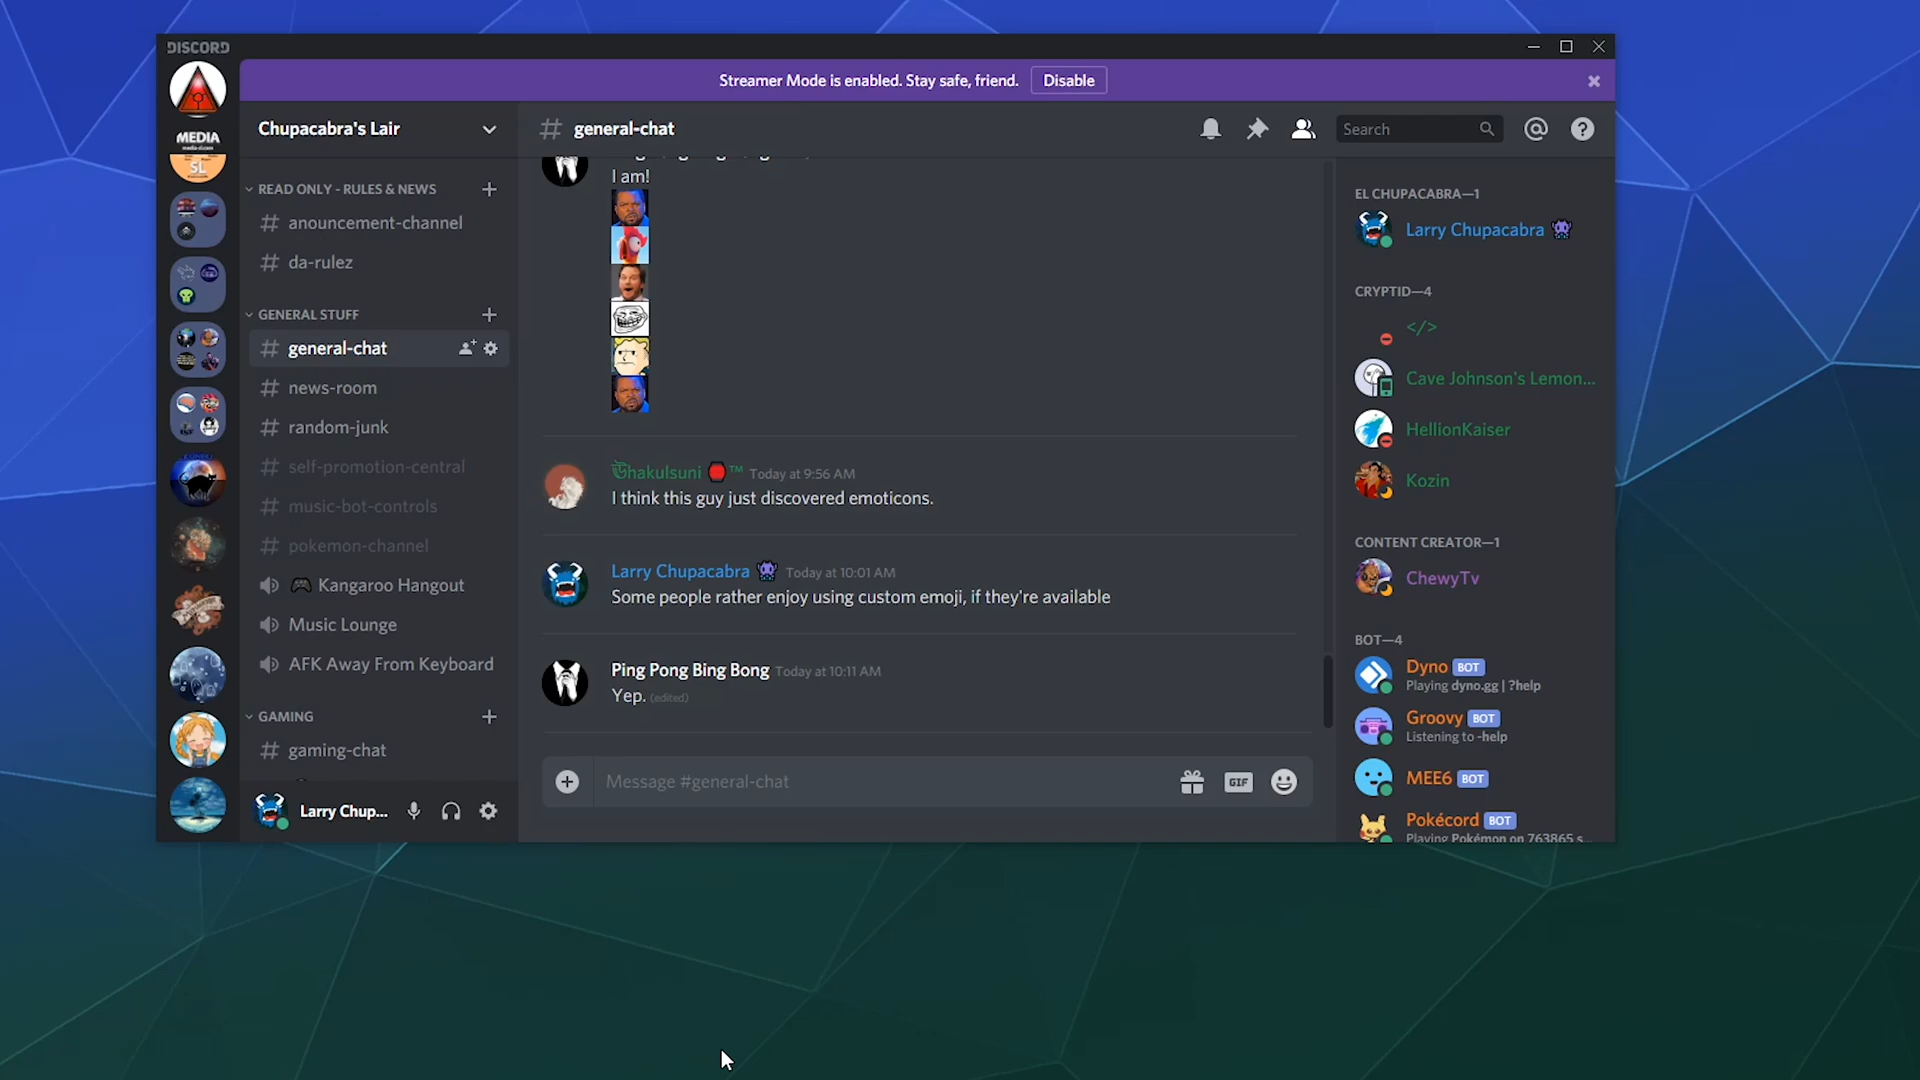 DISCORD
Streamer Mode is enabled. Stay safe, friend.
Disable
MEDIA
SL
Chupacabra's Lair
READ ONLY - RULES & NEWS
# anouncement-channel
# da-rulez
GENERAL STUFF
# general-chat
# news-room
# random-junk
# self-promotion-central
# music-bot-controls
# pokemon-channel
Kangaroo Hangout
Music Lounge
AFK Away From Keyboard
GAMING
# gaming-chat
Larry Chup...
# general-chat
Search
I am!
Today at 9:56 AM
I think this guy just discovered emoticons.
Larry Chupacabra Today at 10:01 AM
Some people rather enjoy using custom emoji, if they're available
Ping Pong Bing Bong Today at 10:11 AM
Yep. (edited)
Message #general-chat
GIF
EL CHUPACABRA—1
Larry Chupacabra
CRYPTID—4
</>
Cave Johnson's Lemon...
HellionKaiser
Kozin
CONTENT CREATOR—1
ChewyTv
BOT—4
Dyno BOT
Playing dyno.gg | ?help
Groovy BOT
Listening to -help
MEE6 BOT
Pokécord BOT
Playing Pokémon on 763865 s...